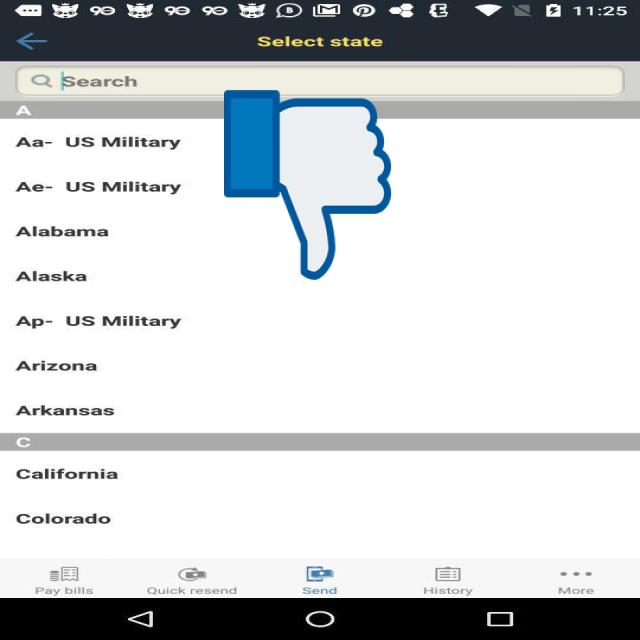 11:25
Select state
Search
A
Aa- US Military
Ae- US Military
Alabama
Alaska
Ap- US Military
Arizona
Arkansas
C
California
Colorado
Pay bills
Quick resend
Send
History
More